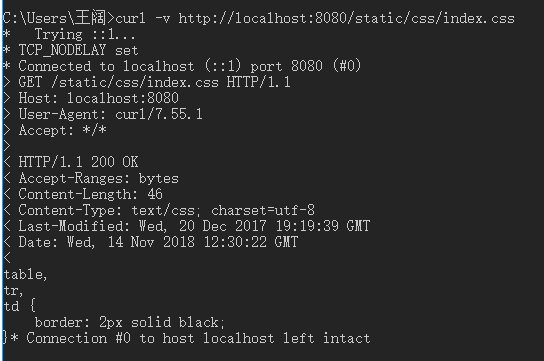 C:\Users\王阔>curl -v http://localhost:8080/static/css/index.css
*   Trying ::1...
* TCP_NODELAY set
* Connected to localhost (::1) port 8080 (#0)
> GET /static/css/index.css HTTP/1.1
> Host: localhost:8080
> User-Agent: curl/7.55.1
> Accept: */*
>
< HTTP/1.1 200 OK
< Accept-Ranges: bytes
< Content-Length: 46
< Content-Type: text/css; charset=utf-8
< Last-Modified: Wed, 20 Dec 2017 19:19:39 GMT
< Date: Wed, 14 Nov 2018 12:30:22 GMT
<
table,
tr,
td {
    border: 2px solid black;
}* Connection #0 to host localhost left intact